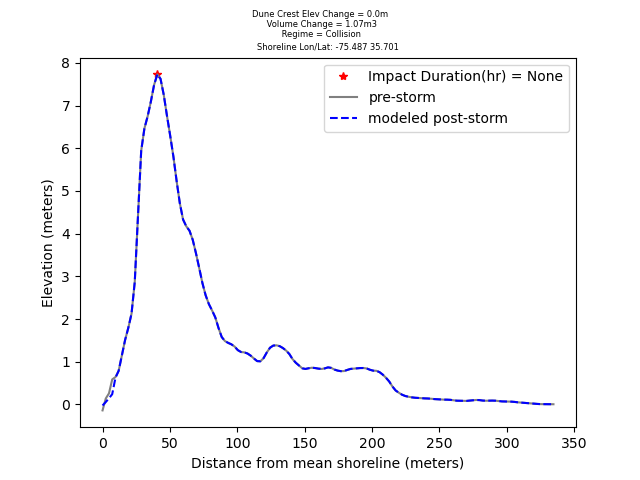 Dune Crest Elev Change = 0.0m
Volume Change = 1.07m3
Regime = Collision
Shoreline Lon/Lat: -75.487 35.701
Impact Duration(hr) = None
pre-storm
modeled post-storm
Elevation (meters)
8
7
6
5
4
3
2
1
0
0 50 100 150 200 250 300 350
Distance from mean shoreline (meters)